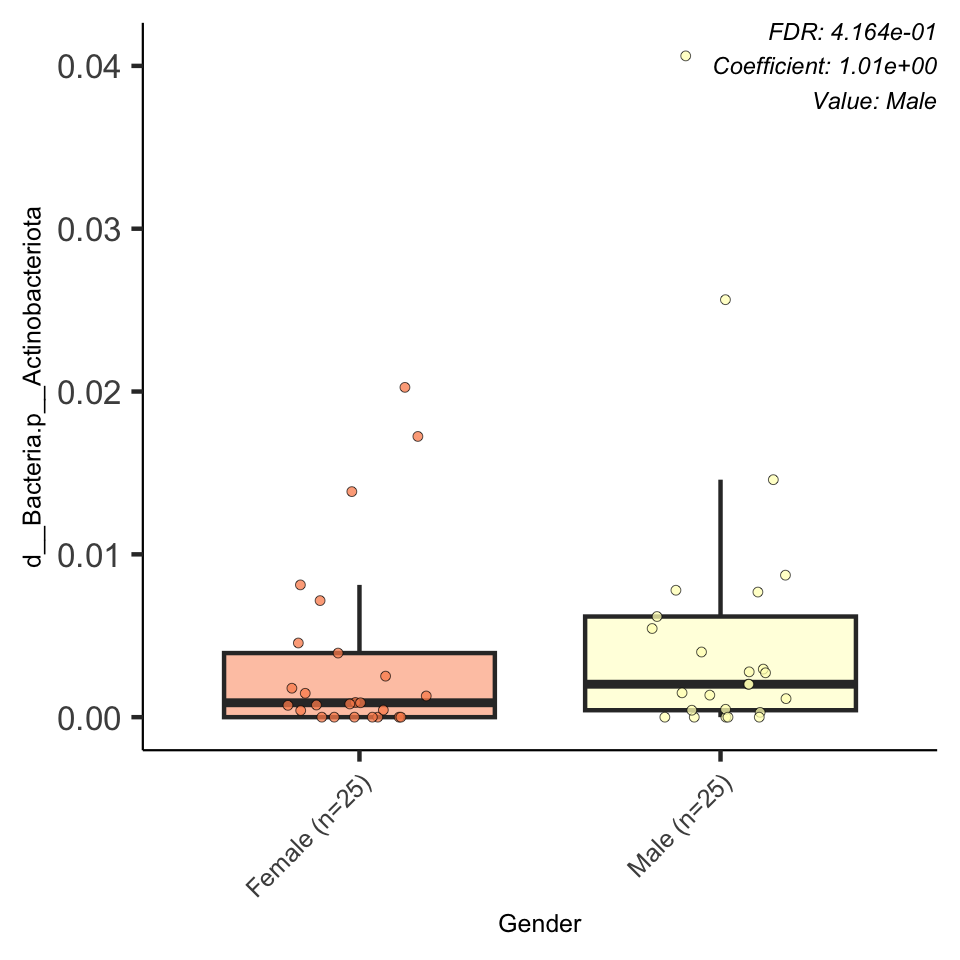 FDR: 4.164e-01
Coefficient: 1.01e+00
Value: Male
d__Bacteria.p__Actinobacteriota
0.04
0.03
0.02
0.01
0.00
Female (n=25)
Male (n=25)
Gender